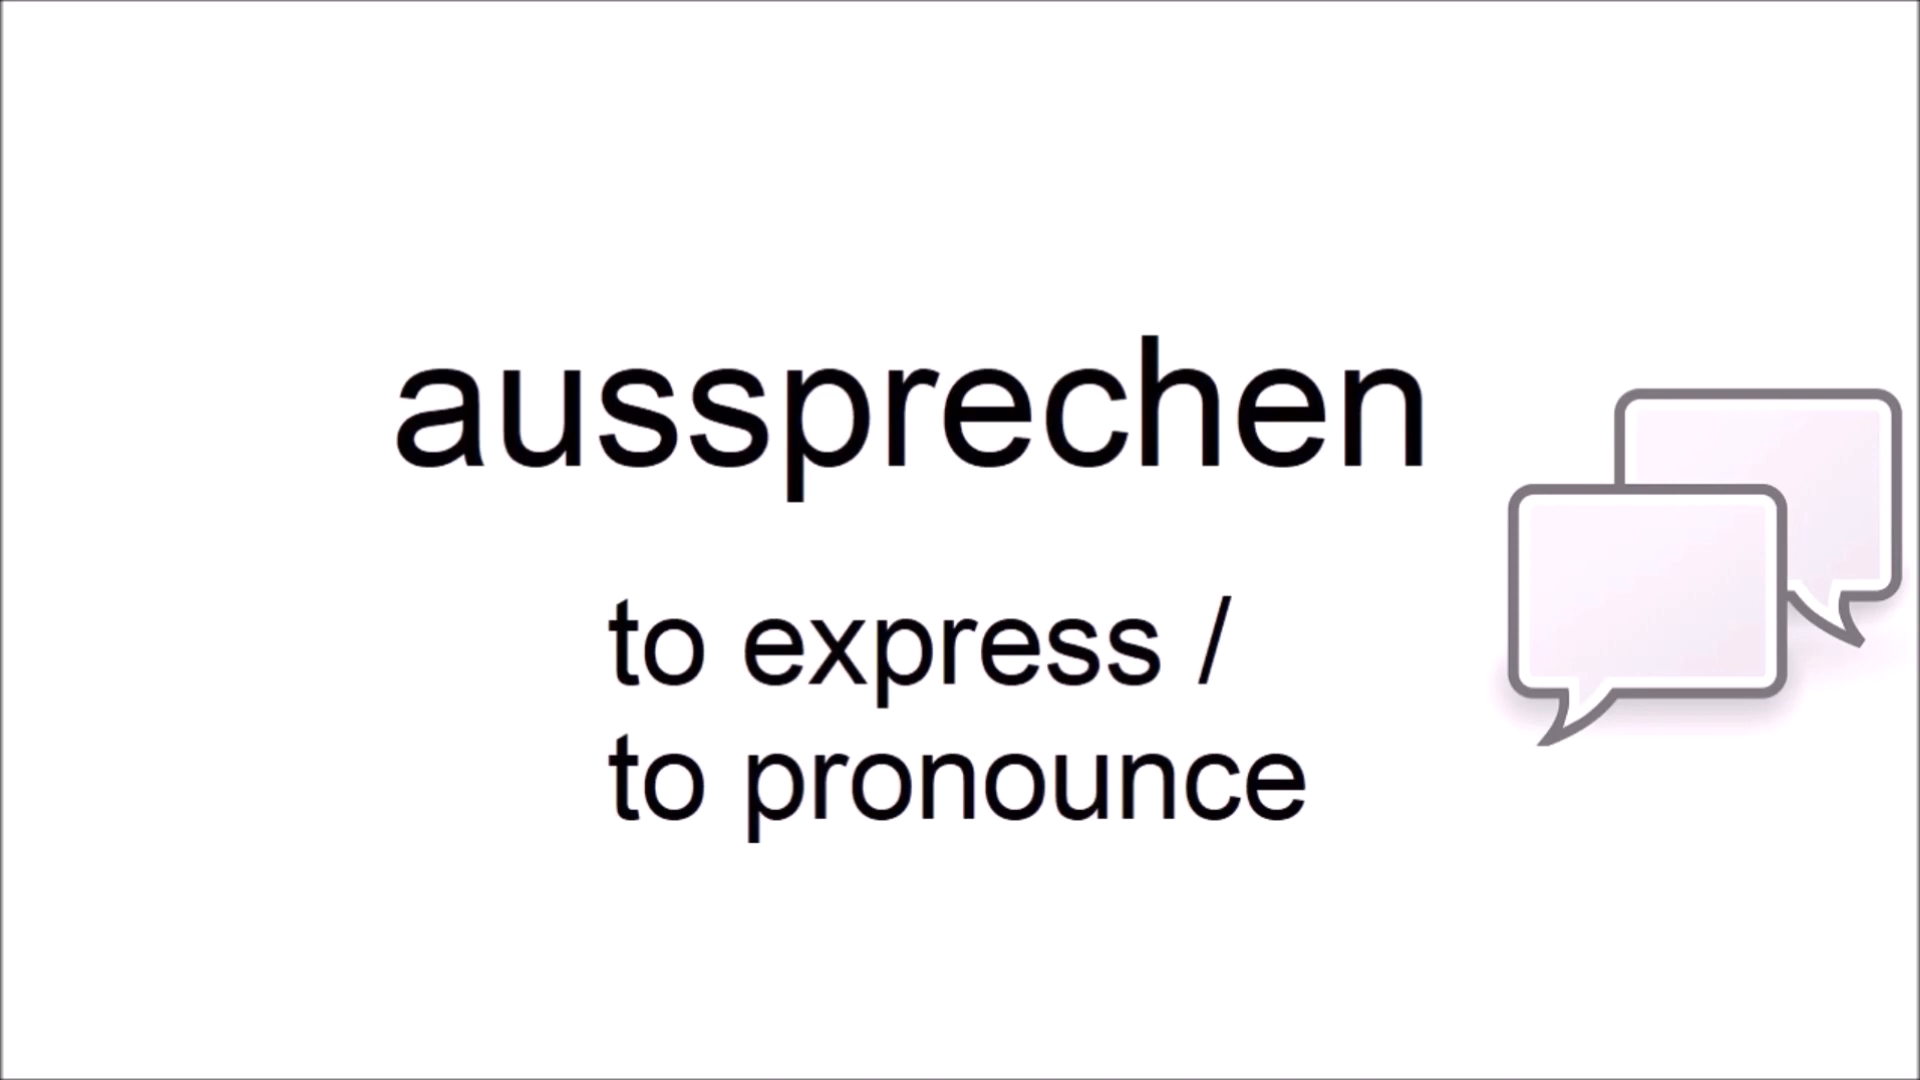 aussprechen
to express /
to pronounce